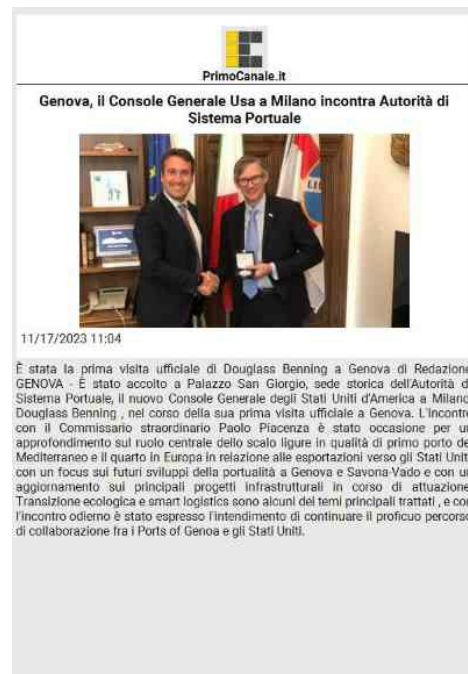 PrimoCanale.it
Genova, il Console Generale Usa a Milano incontra Autorità di
Sistema Portuale
11/17/2023 11:04
È stata la prima visita ufficiale di Douglass Benning a Genova di Redazione
GENOVA - È stato accolto a Palazzo San Giorgio, sede storica dell'Autorità d
Sistema Portuale, il nuovo Console Generale degli Stati Uniti d'America a Milano
Douglass Benning , nel corso della sua prima visita ufficiale a Genova. L'incontro
con il Commissario straordinario Paolo Piacenza è stato occasione per un
approfondimento sul ruolo centrale dello scalo ligure in qualità di primo porto de
Mediterraneo e il quarto in Europa in relazione alle esportazioni verso gli Stati Unit
con un focus sui futuri sviluppi della portualità a Genova e Savona-Vado e con un
aggiornamento sui principali progetti infrastrutturali in corso di attuazione
Transizione ecologica e smart logistics sono alcuni dei temi principali trattati , e con
l'incontro odierno è stato espresso l'intendimento di continuare il proficuo percorso
di collaborazione fra i Ports of Genoa e gli Stati Uniti.